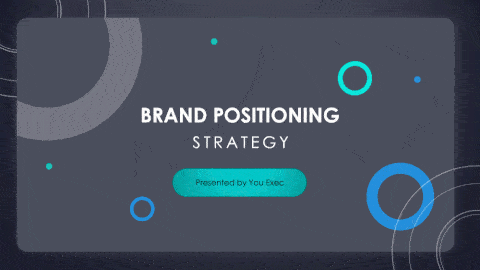 BRAND POSITIONING
STRATEGY
Presented by You Exec